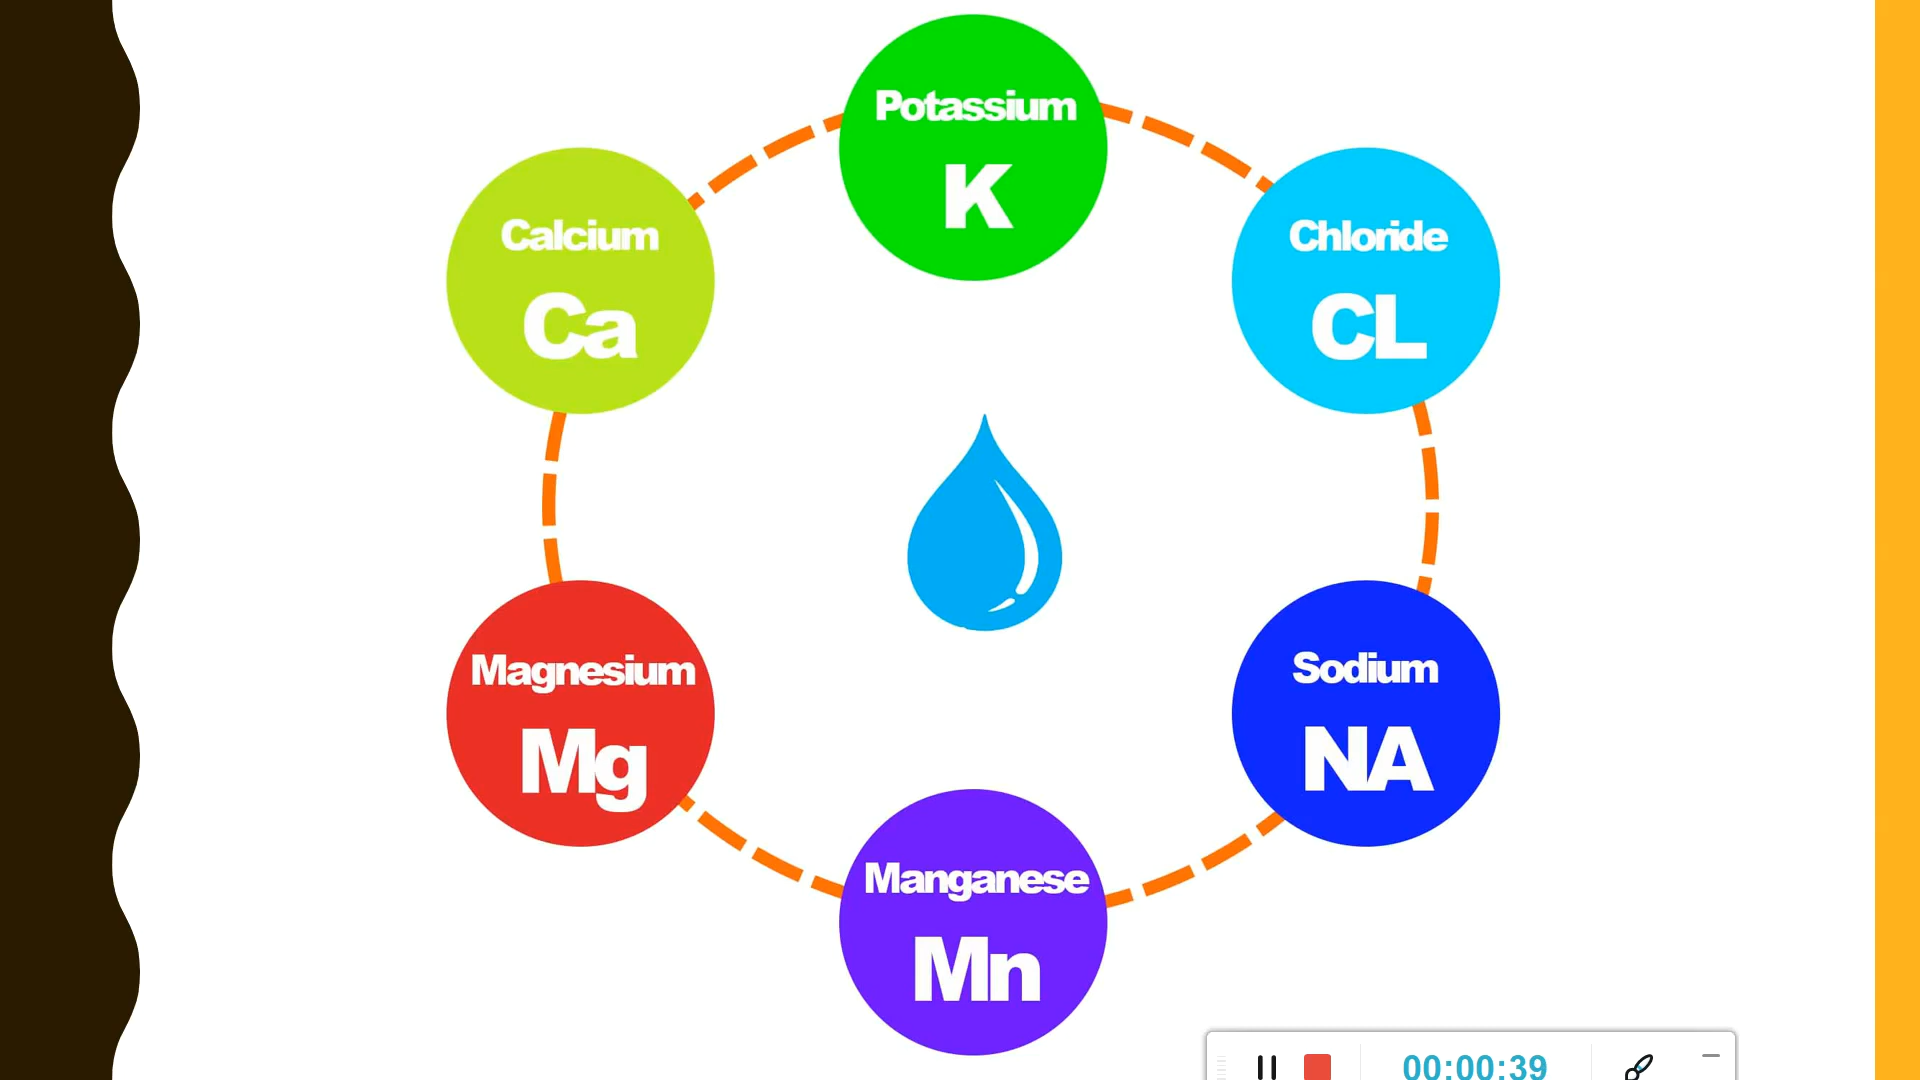 Potassium
K
Calcium
Ca
Chloride
CL
Magnesium
Mg
Sodium
NA
Manganese
Mn
00:00:39